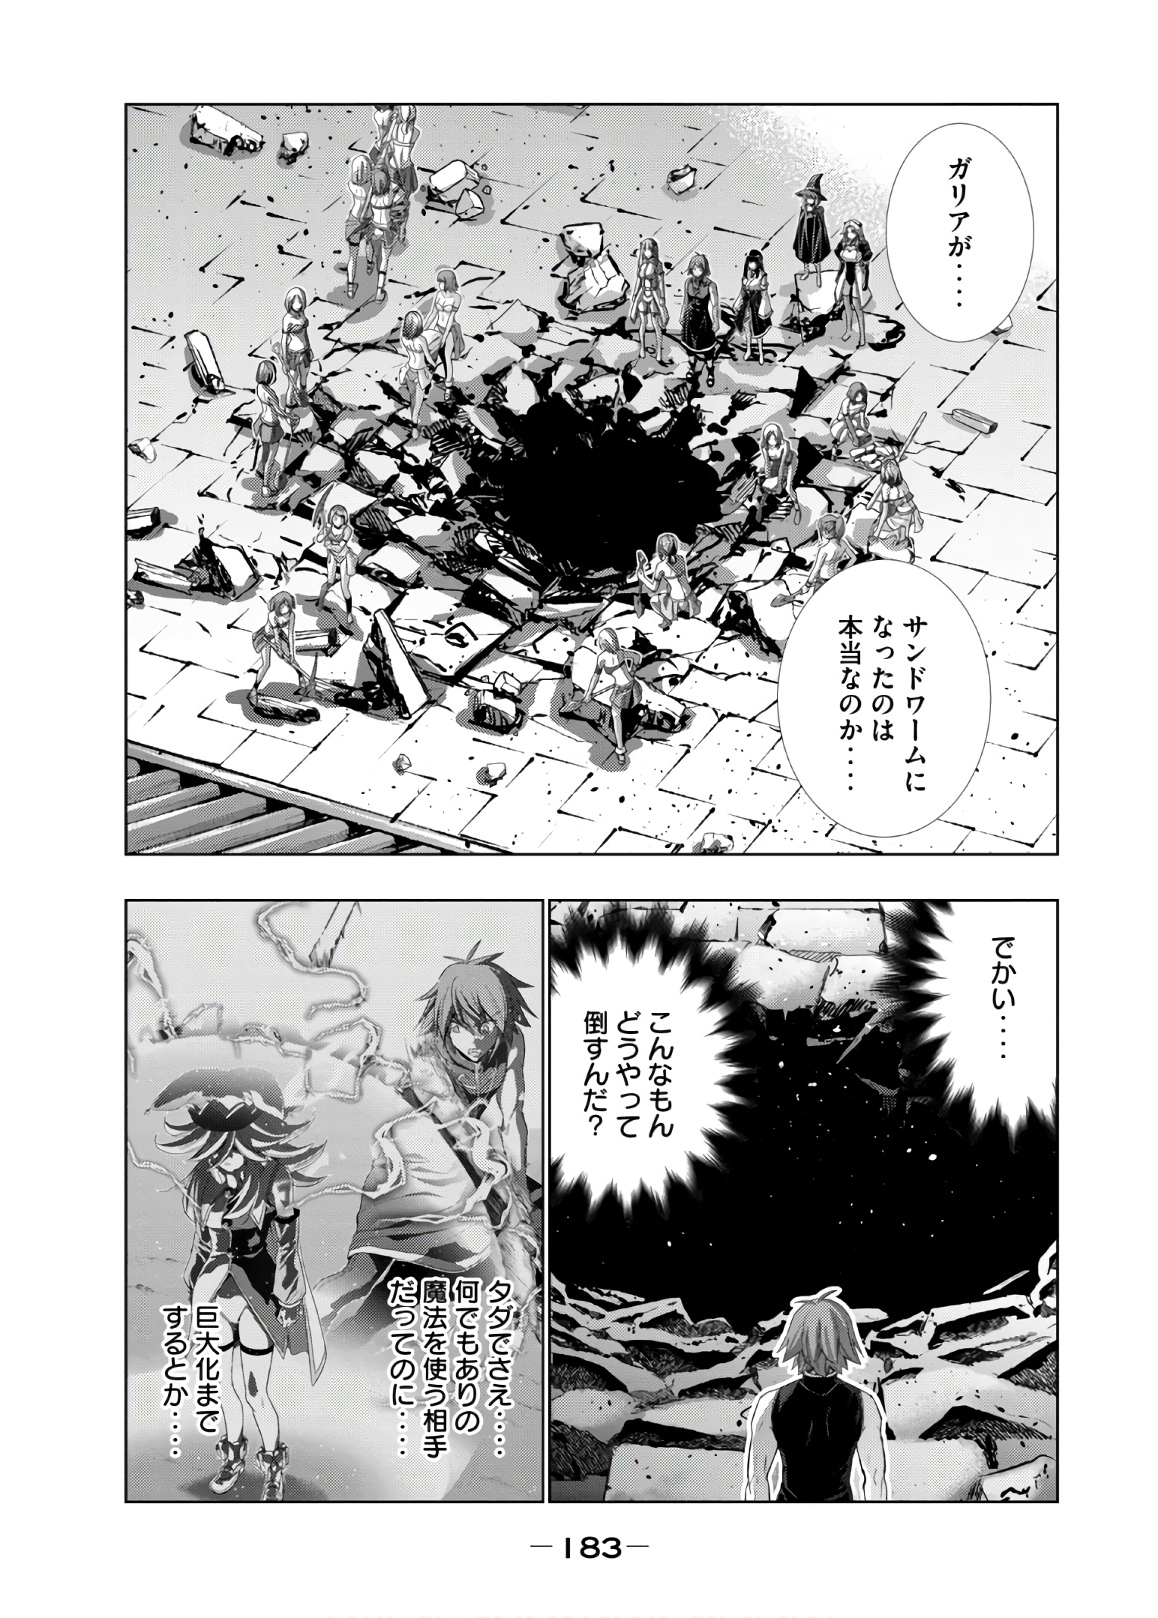 ガリアが‥‥
サンドワームに
なったのは
本当なのか‥‥
でかい‥‥
こんなもん
どうやって
倒すんだ？
タダでさえ‥‥
何でもありの
魔法を使う相手
だってのに‥‥
巨大化まで
するとか‥‥
—183—